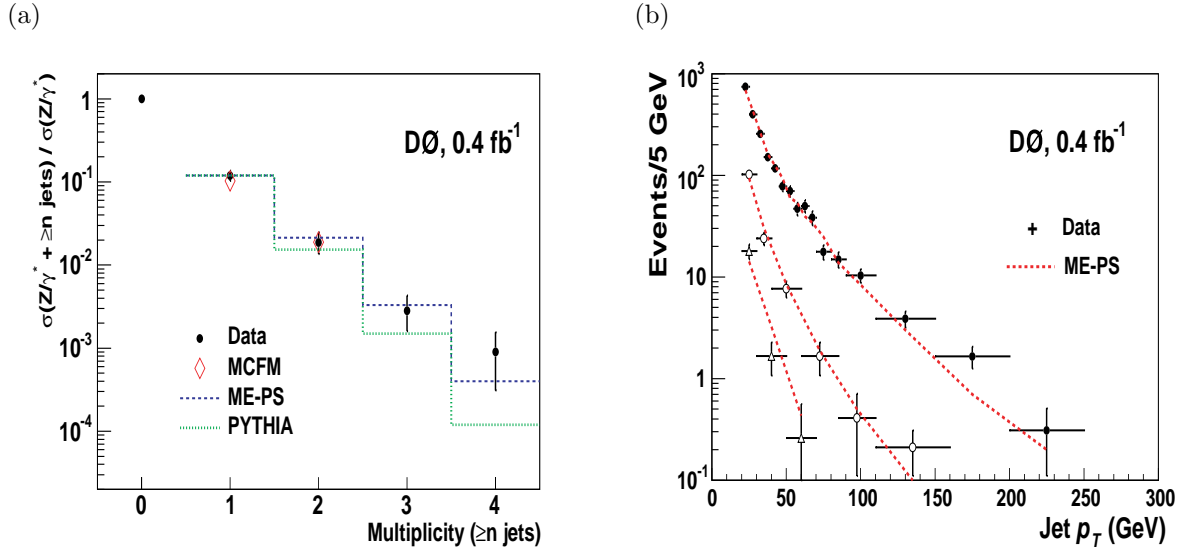 (a)
σ(Z/γ* + ≥n jets) / σ(Z/γ*)
1
10⁻¹
10⁻²
10⁻³
10⁻⁴
DØ, 0.4 fb⁻¹
Data
MCFM
ME-PS
PYTHIA
0 1 2 3 4
Multiplicity (≥n jets)
(b)
Events/5 GeV
10³
10²
10
1
10⁻¹
DØ, 0.4 fb⁻¹
Data
ME-PS
0 50 100 150 200 250 300
Jet p_T (GeV)